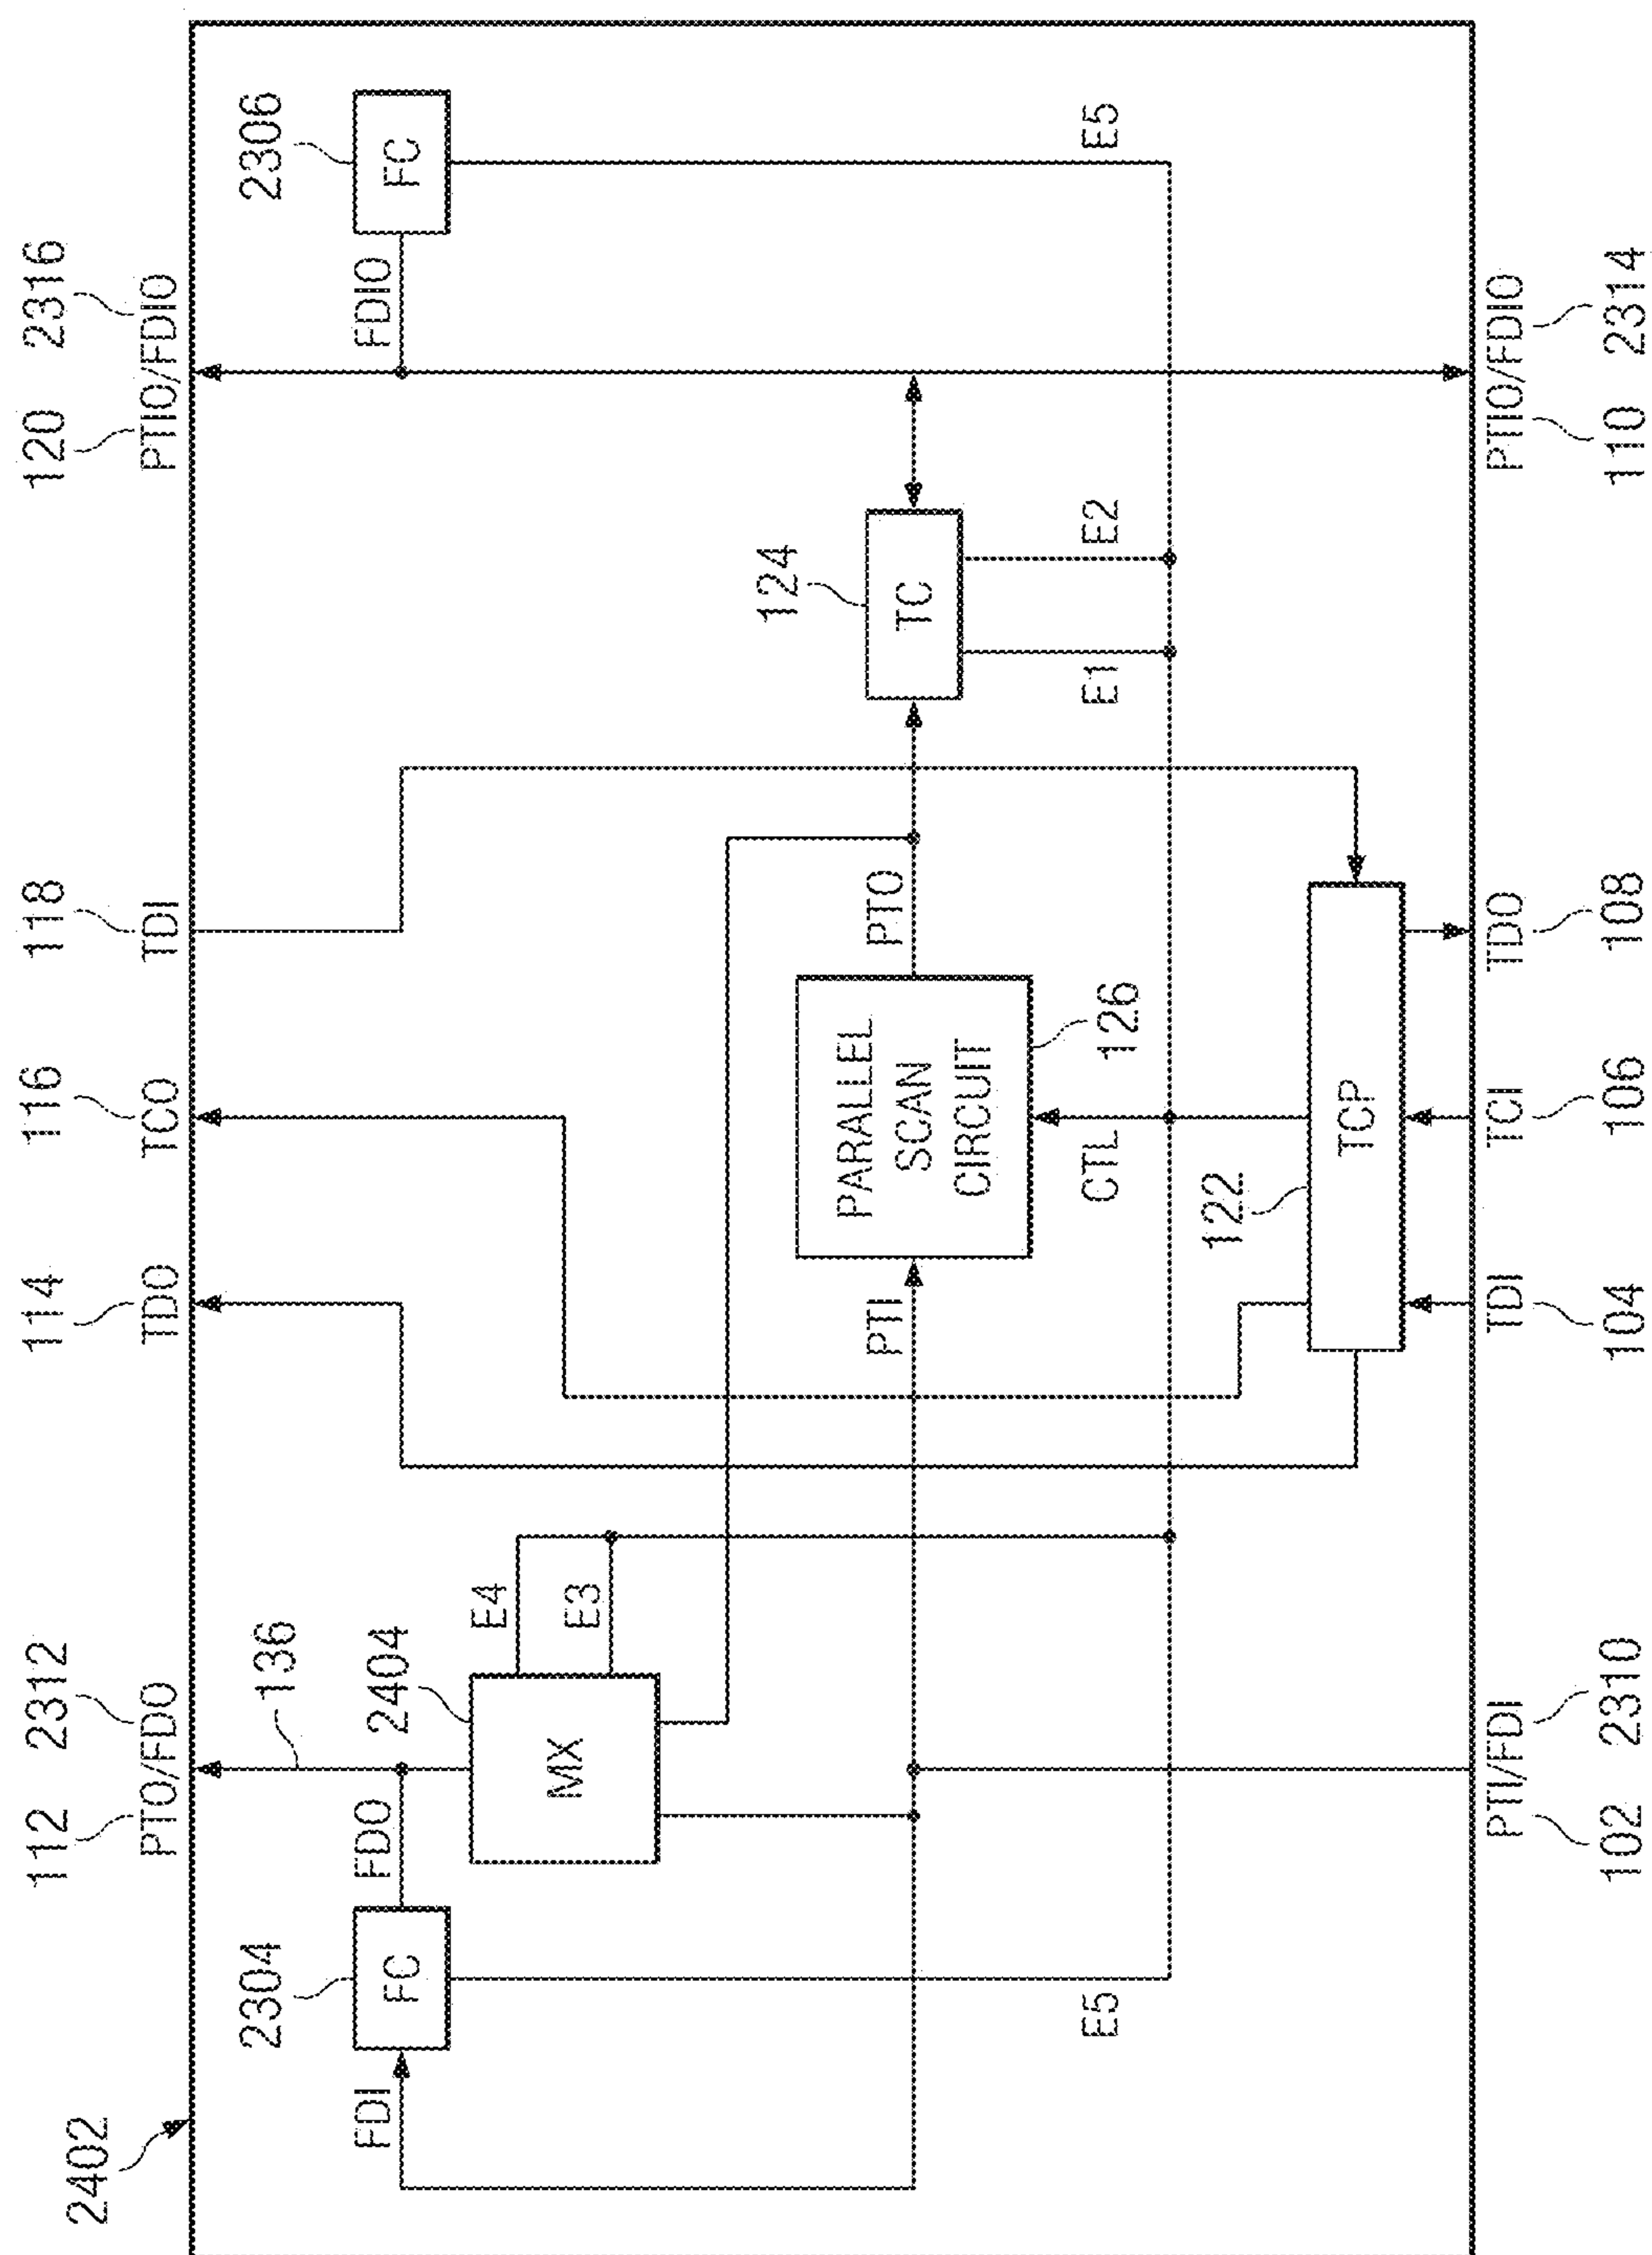 2402
112 2312
PTO/FDO
114
TDO
116
TCO
118
TDI
120 2316
PTIO/FDIO
136
2304
FDI
FC
FDO
2404
MX
E4
E3
2306
FDIO
FC
124
TC
E1
E2
E5
PTI
PARALLEL
SCAN
CIRCUIT
PTO
126
CTL
E5
122
TCP
PTI/FDI
102 2310
TDI
104
TCI
106
TDO
108
PTIO/FDIO
110 2314